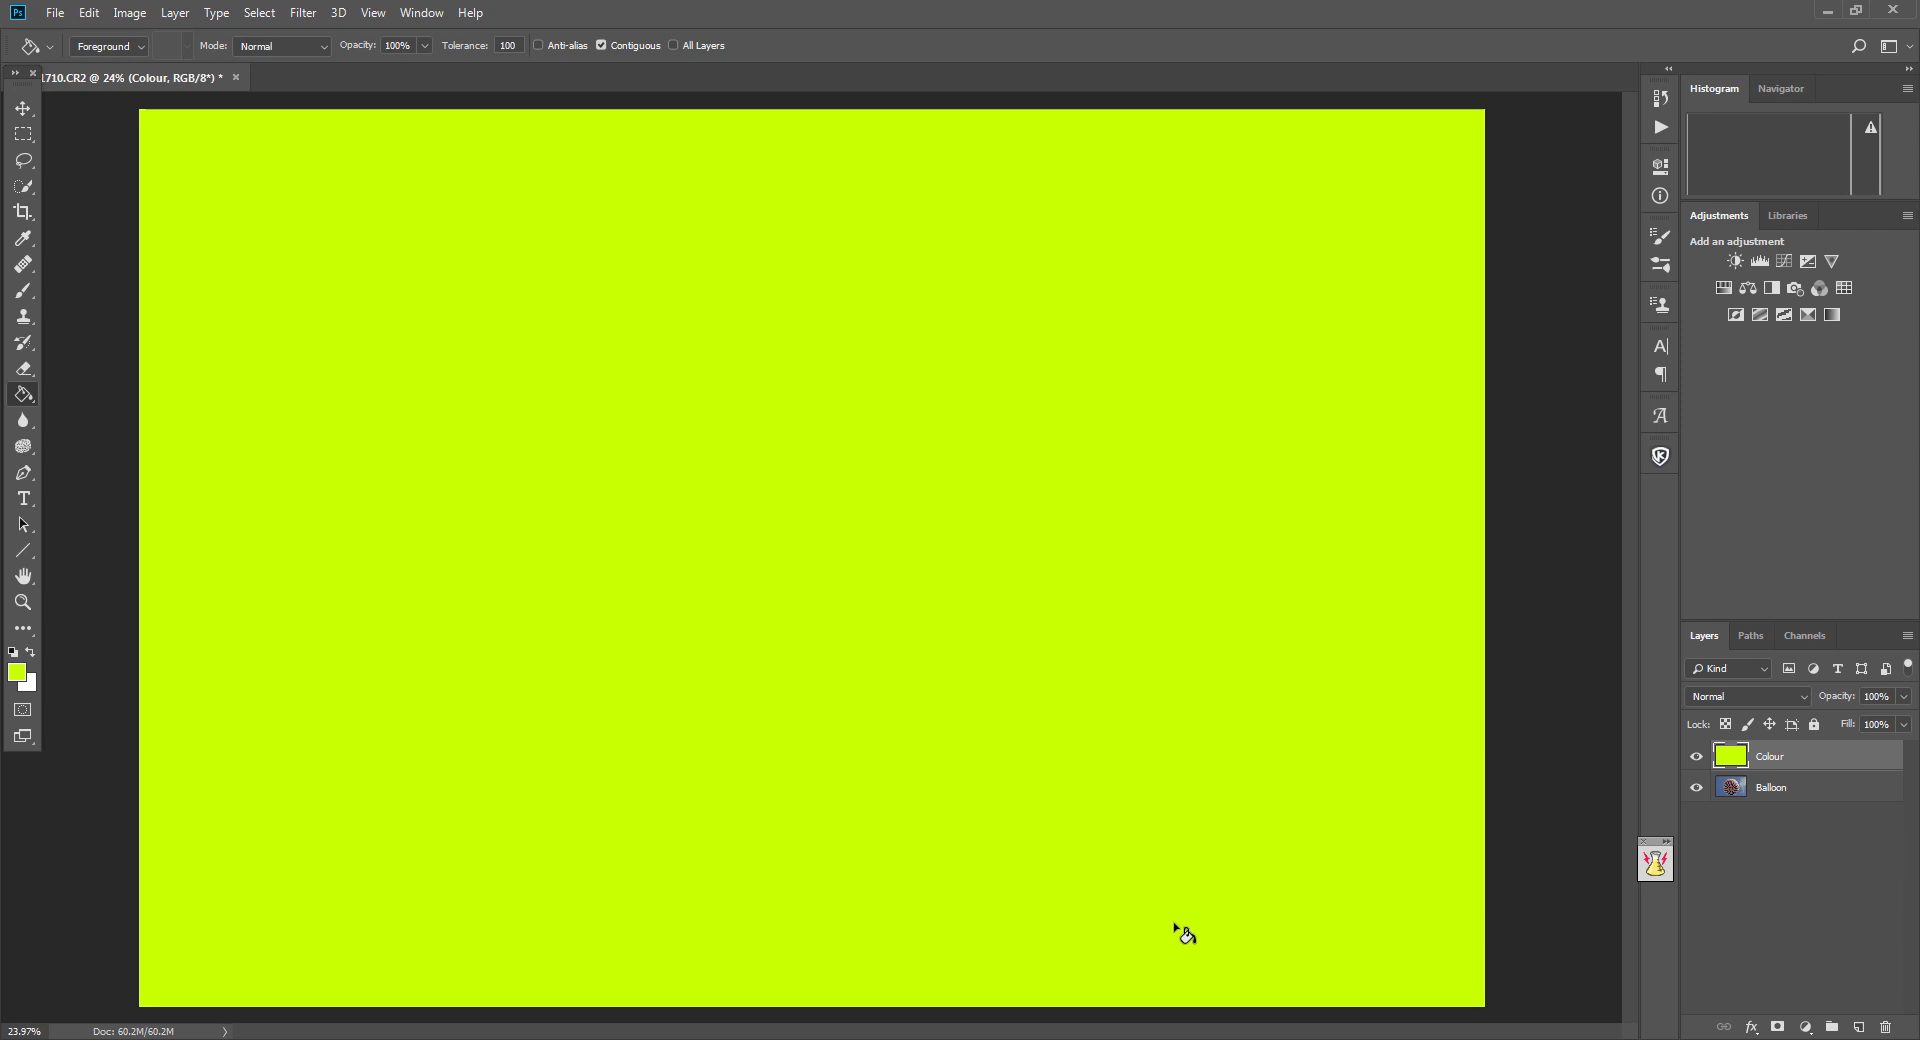 Ps File Edit Image Layer Type Select Filter 3D View Window Help
Foreground Mode: Normal Opacity: 100% Tolerance: 100 Anti-alias Contiguous All Layers
1710.CR2 @ 24% (Colour, RGB/8*) *
Histogram Navigator
Adjustments Libraries
Add an adjustment
Layers Paths Channels
Kind
Normal Opacity: 100%
Lock: Fill: 100%
Colour
Balloon
23.97% Doc: 60.2M/60.2M